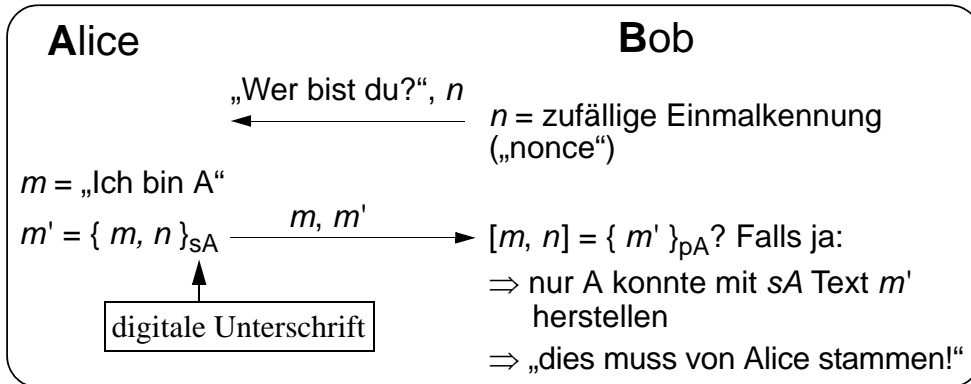 Alice
Bob
„Wer bist du?“, n
n = zufällige Einmalkennung
(„nonce“)
m = „Ich bin A“
m' = { m, n }sA
m, m'
[m, n] = { m' }pA? Falls ja:
⇒ nur A konnte mit sA Text m'
herstellen
digitale Unterschrift
⇒ „dies muss von Alice stammen!“